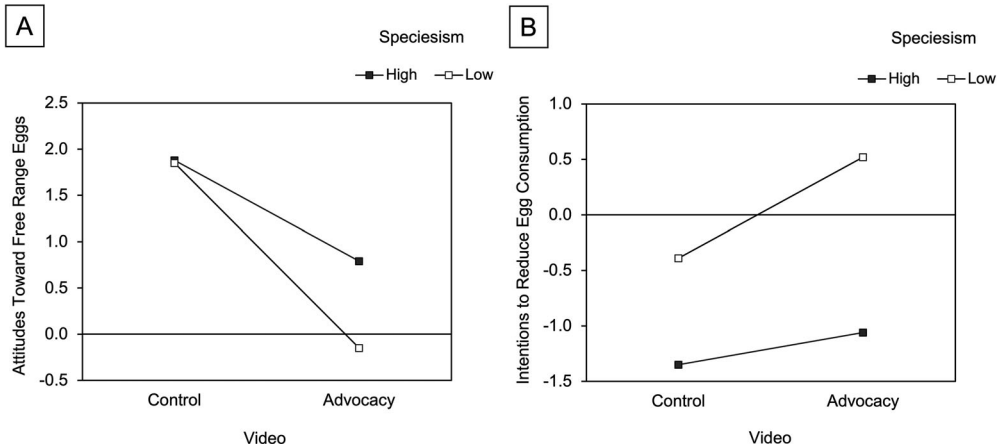 A
Speciesism
High Low
Attitudes Toward Free Range Eggs
2.5
2.0
1.5
1.0
0.5
0.0
-0.5
Control Advocacy
Video
B
Speciesism
High Low
Intentions to Reduce Egg Consumption
1.0
0.5
0.0
-0.5
-1.0
-1.5
Control Advocacy
Video